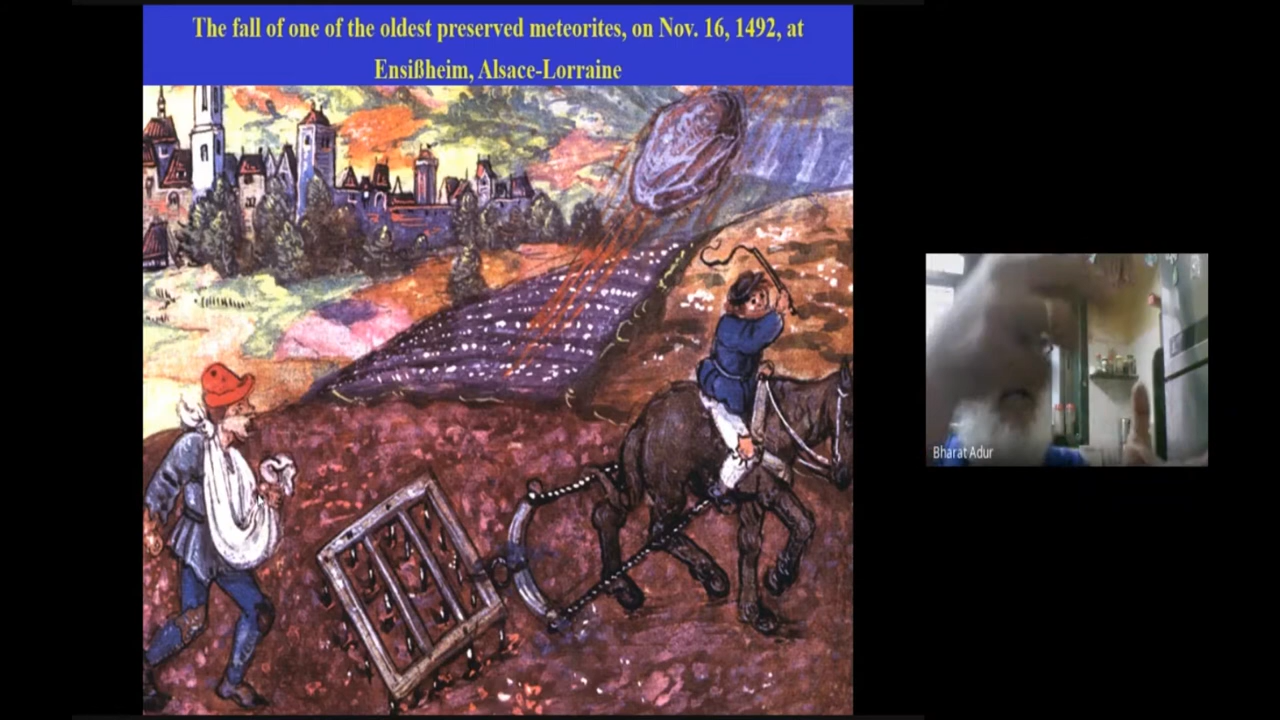 The fall of one of the oldest preserved meteorites, on Nov. 16, 1492, at
Ensißheim, Alsace-Lorraine
Bharat Adur